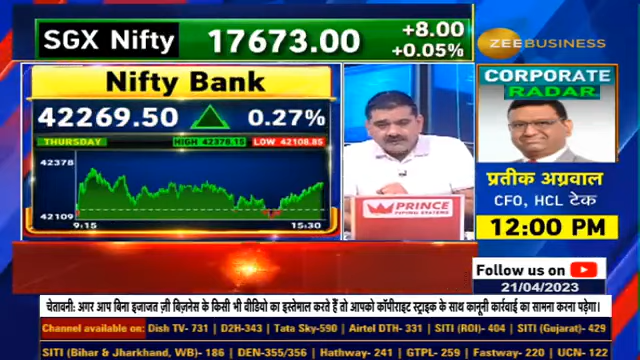 SGX Nifty 17673.00 +8.00
+0.05%
ZEE BUSINESS
Nifty Bank
42269.50 0.27%
THURSDAY HIGH 42378.15 LOW 42108.85
42378
42109
9:15 15:30
PRINCE
PIPING SYSTEMS
CORPORATE
RADAR
प्रतीक अग्रवाल
CFO, HCL टेक
12:00 PM
Follow us on
21/04/2023
चेतावनी: अगर आप बिना इजाजत ज़ी बिज़नेस के किसी भी वीडियो का इस्तेमाल करते हैं तो आपको कॉपीराइट स्ट्राइक के साथ कानूनी कार्रवाई का सामना करना पड़ेगा।
Channel available on: Dish TV- 731 | D2H-343 | Tata Sky-590 | Airtel DTH- 331 | SITI (ROI) - 404 | SITI (Gujarat) - 429
SITI (Bihar & Jharkhand, WB)- 186 | DEN-355/356 | Hathway- 241 | GTPL- 259 | Fastway- 220 | UCN- 122